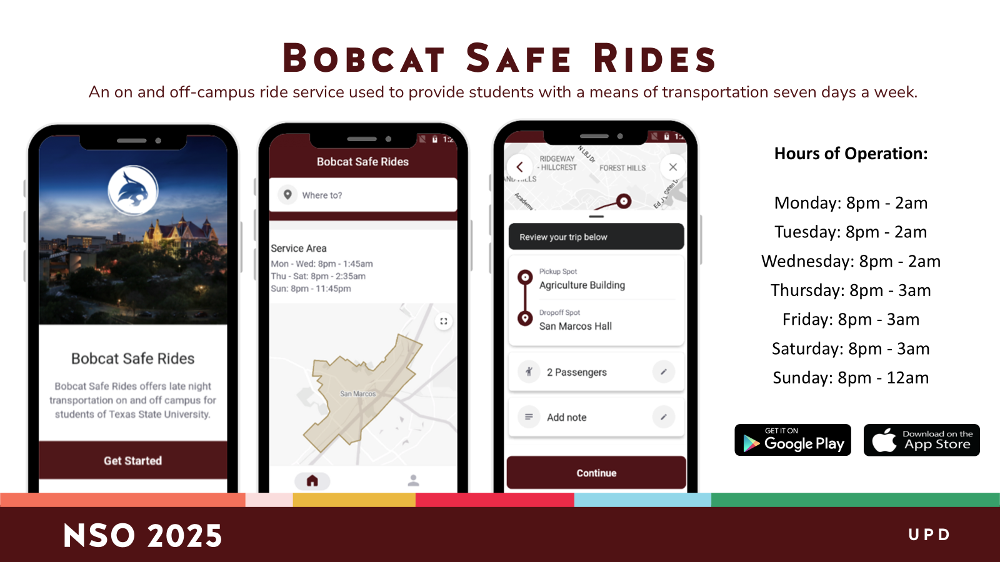 BOBCAT SAFE RIDES
An on and off-campus ride service used to provide students with a means of transportation seven days a week.
Bobcat Safe Rides
Bobcat Safe Rides offers late night
transportation on and off campus for
students of Texas State University.
Get Started
Bobcat Safe Rides
Where to?
Service Area
Mon - Wed: 8pm - 1:45am
Thu - Sat: 8pm - 2:35am
Sun: 8pm - 11:45pm
San Marcos
N LBJ Dr
RIDGEWAY
- HILLCREST
FOREST HILLS
Academy
Ed J L Green D
Review your trip below
Pickup Spot
Agriculture Building
Dropoff Spot
San Marcos Hall
2 Passengers
Add note
Continue
Hours of Operation:
Monday: 8pm - 2am
Tuesday: 8pm - 2am
Wednesday: 8pm - 2am
Thursday: 8pm - 3am
Friday: 8pm - 3am
Saturday: 8pm - 3am
Sunday: 8pm - 12am
GET IT ON
Google Play
Download on the
App Store
NSO 2025
UPD